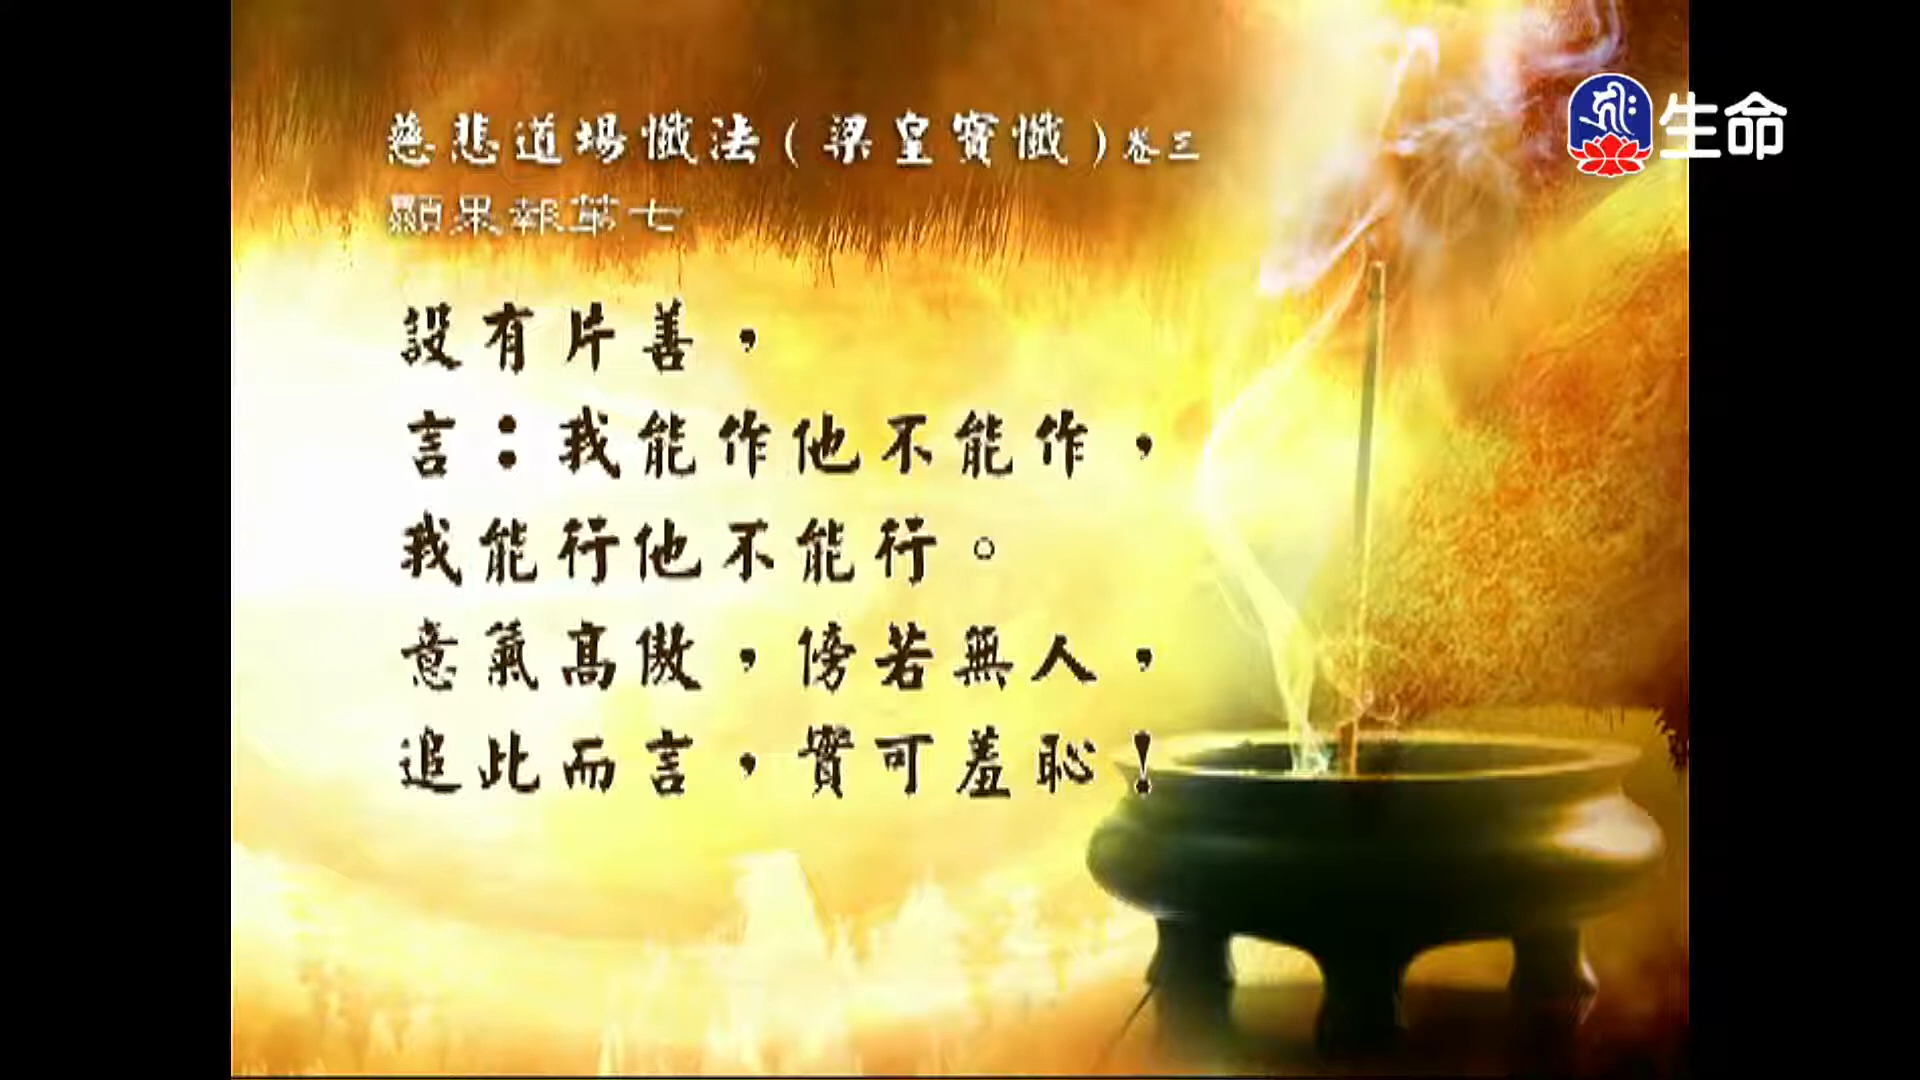 生命
慈悲道場懺法（梁皇寶懺）卷三
顯果報第七
設有片善，
言：我能作他不能作，
我能行他不能行。
意氣高傲，傍若無人，
追此而言，實可羞恥！